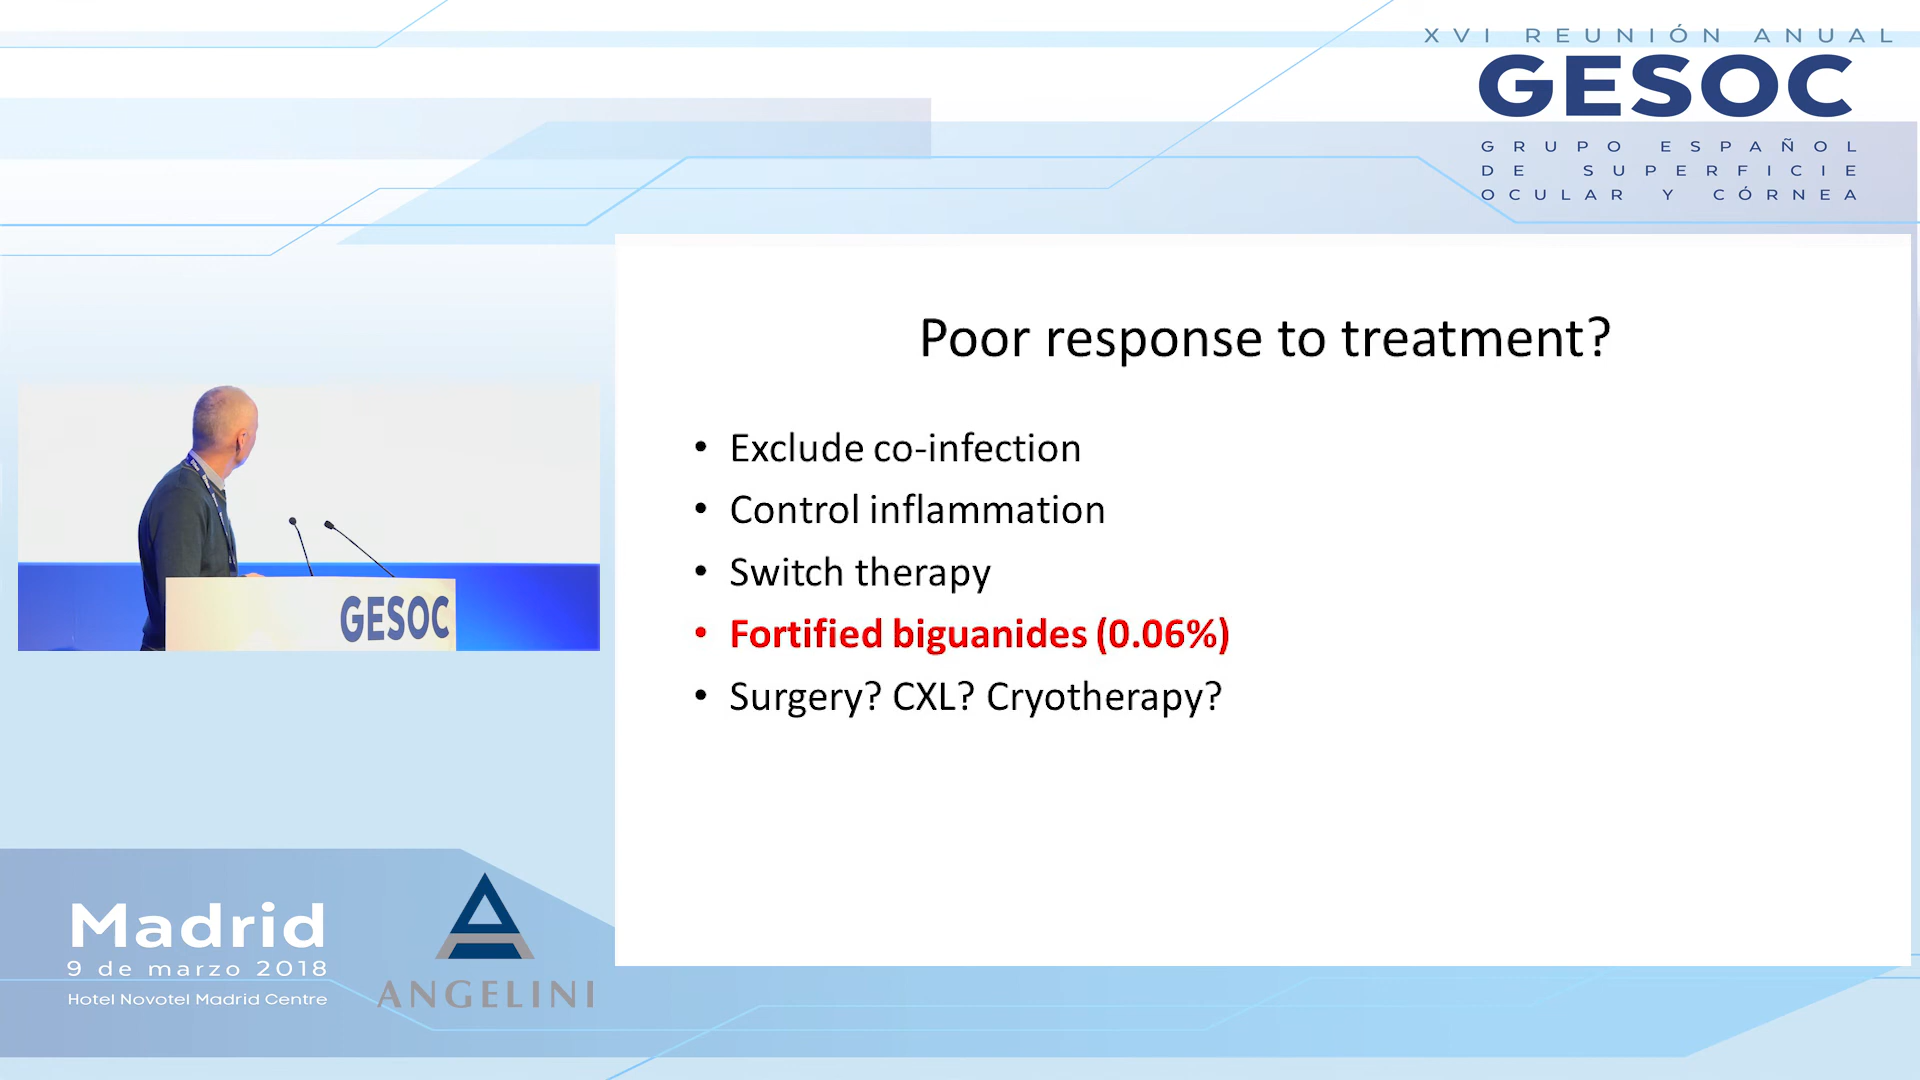 XVI REUNIÓN ANUAL
GESOC
GRUPO ESPAÑOL
DE SUPERFICIE
OCULAR Y CÓRNEA
Poor response to treatment?
• Exclude co-infection
• Control inflammation
• Switch therapy
• Fortified biguanides (0.06%)
• Surgery? CXL? Cryotherapy?
GESOC
Madrid
9 de marzo 2018
Hotel Novotel Madrid Centre
ANGELINI